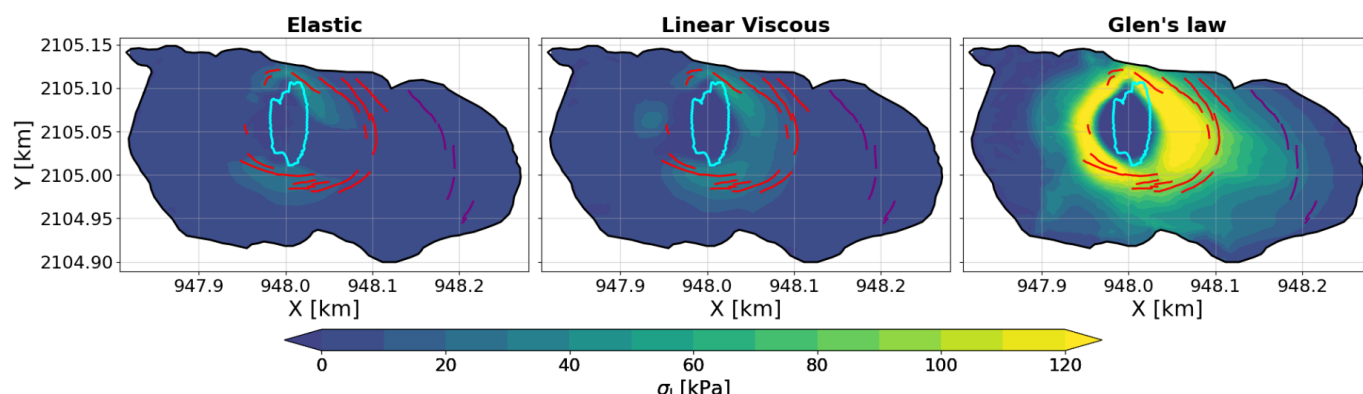 Elastic Linear Viscous Glen's law
2105.15
2105.10
2105.05
2105.00
2104.95
2104.90
Y [km]
947.9 948.0 948.1 948.2 947.9 948.0 948.1 948.2 947.9 948.0 948.1 948.2
X [km] X [km] X [km]
0 20 40 60 80 100 120
[kPa]